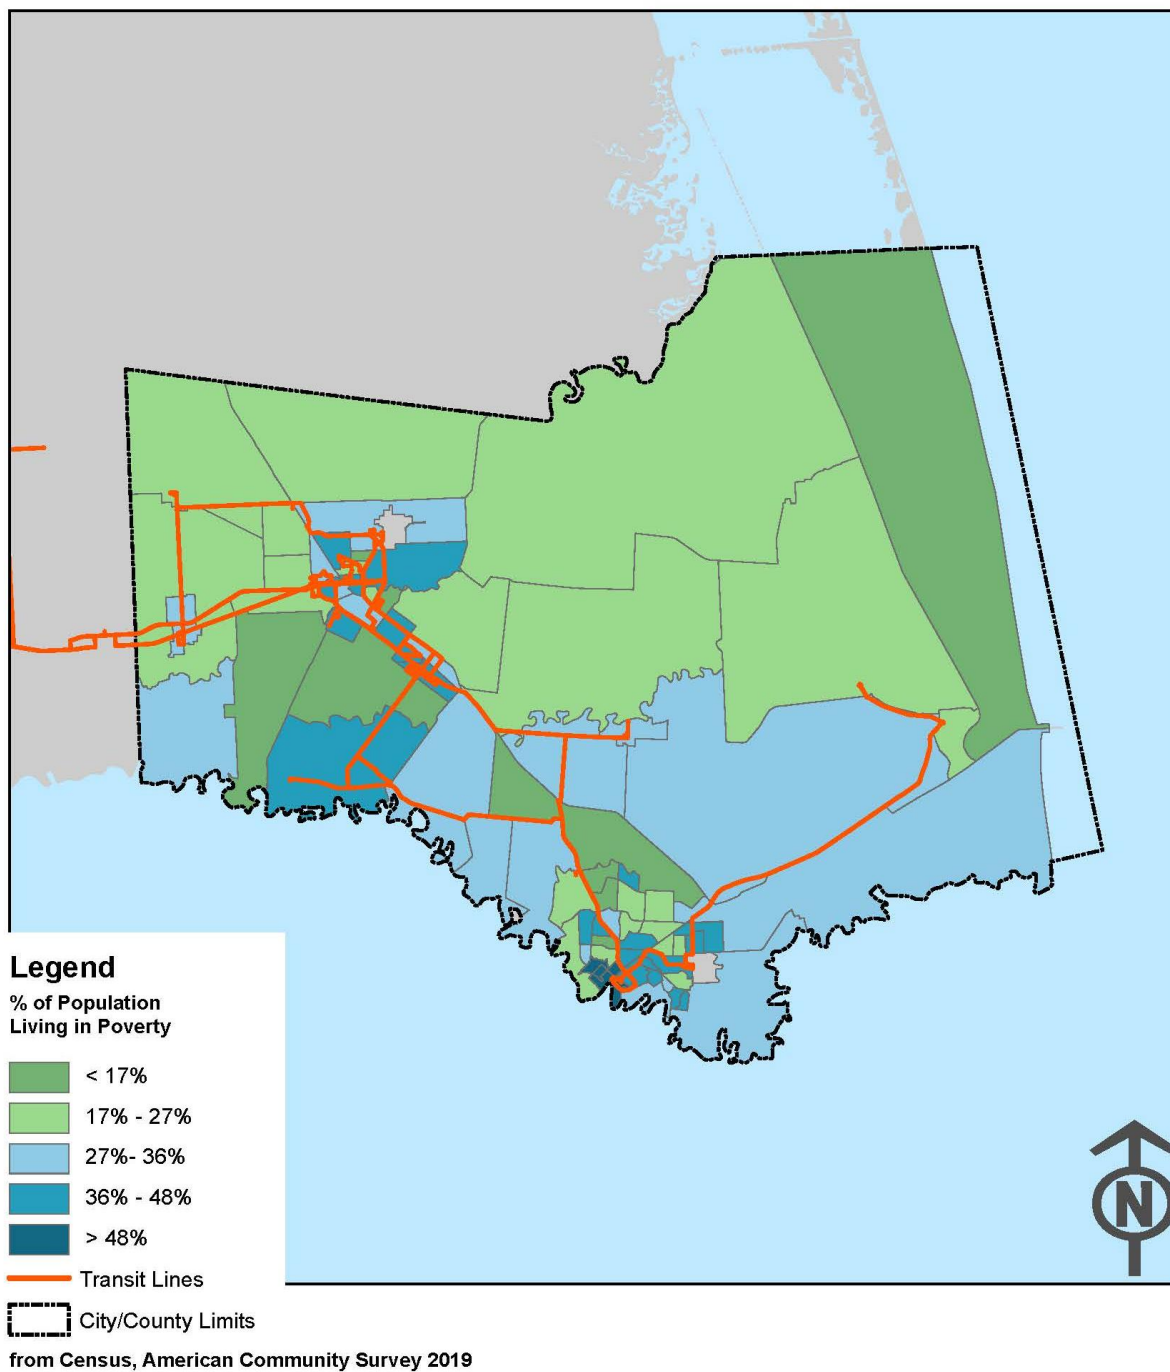 Legend
% of Population
Living in Poverty
< 17%
17% - 27%
27%- 36%
36% - 48%
> 48%
Transit Lines
City/County Limits
from Census, American Community Survey 2019
N